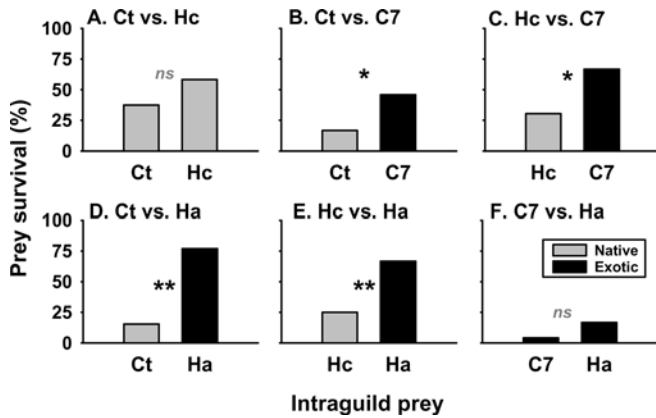 A. Ct vs. Hc
B. Ct vs. C7
C. Hc vs. C7
Prey survival (%)
100
75
50
25
0
ns
*
*
Ct Hc
Ct C7
Hc C7
D. Ct vs. Ha
E. Hc vs. Ha
F. C7 vs. Ha
100
75
50
25
0
**
**
Native
Exotic
ns
Ct Ha
Hc Ha
C7 Ha
Intraguild prey